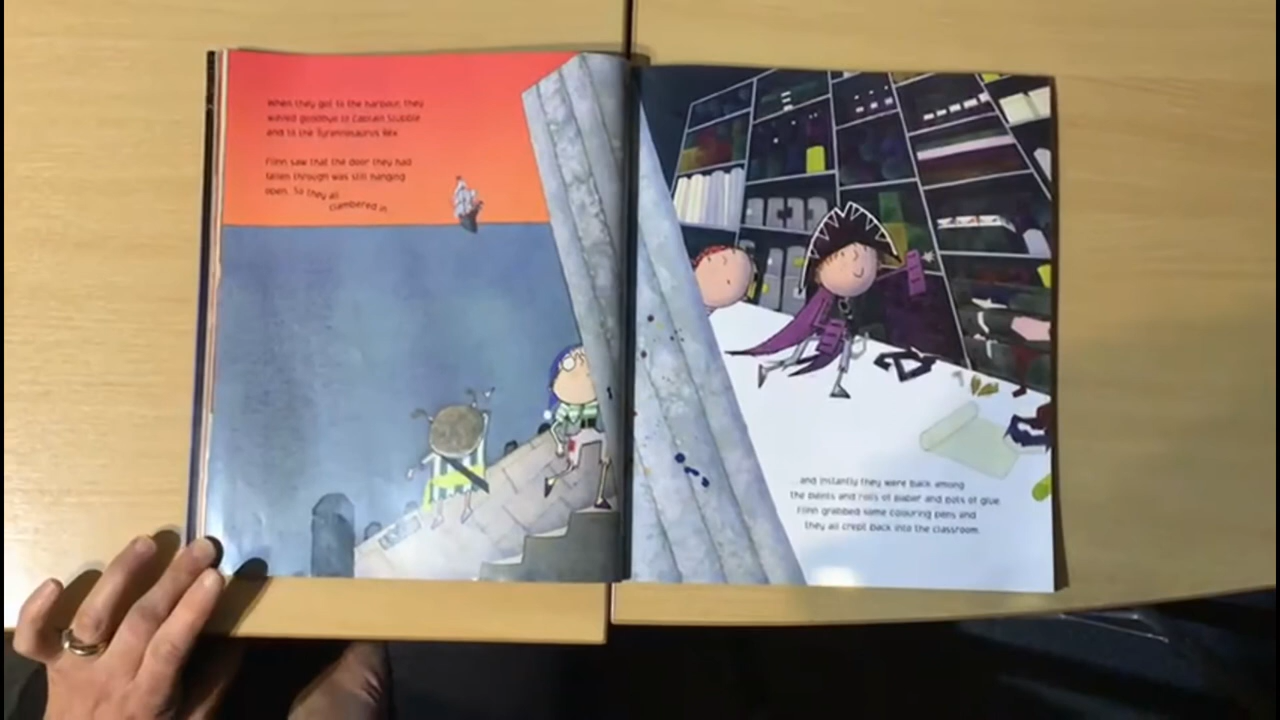 When they got to the harbour, they
waved goodbye to Captain Stubble
and to the Tyrannosaurus Rex.
Flinn saw that the door they had
fallen through was still hanging
open. So they all
clambered in
and instantly they were back among
the paints and rolls of paper and pots of glue.
Flinn grabbed some colouring pens and
they all crept back into the classroom.